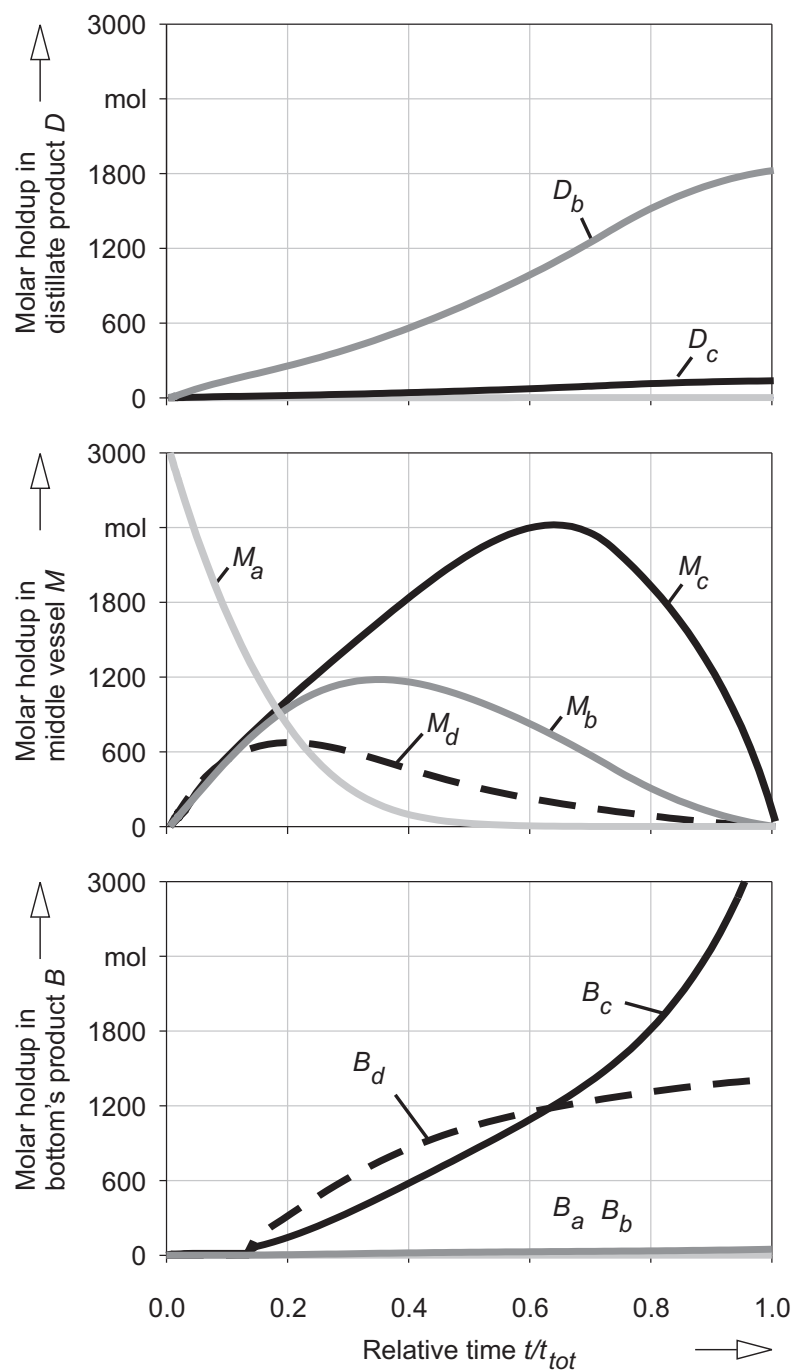 Molar holdup in
distillate product D
3000
mol
1800
1200
600
0
D_b
D_c
Molar holdup in
middle vessel M
3000
mol
1800
1200
600
0
M_a
M_c
M_b
M_d
Molar holdup in
bottom's product B
3000
mol
1800
1200
600
0
B_c
B_d
B_a B_b
0.0 0.2 0.4 0.6 0.8 1.0
Relative time t/t_tot